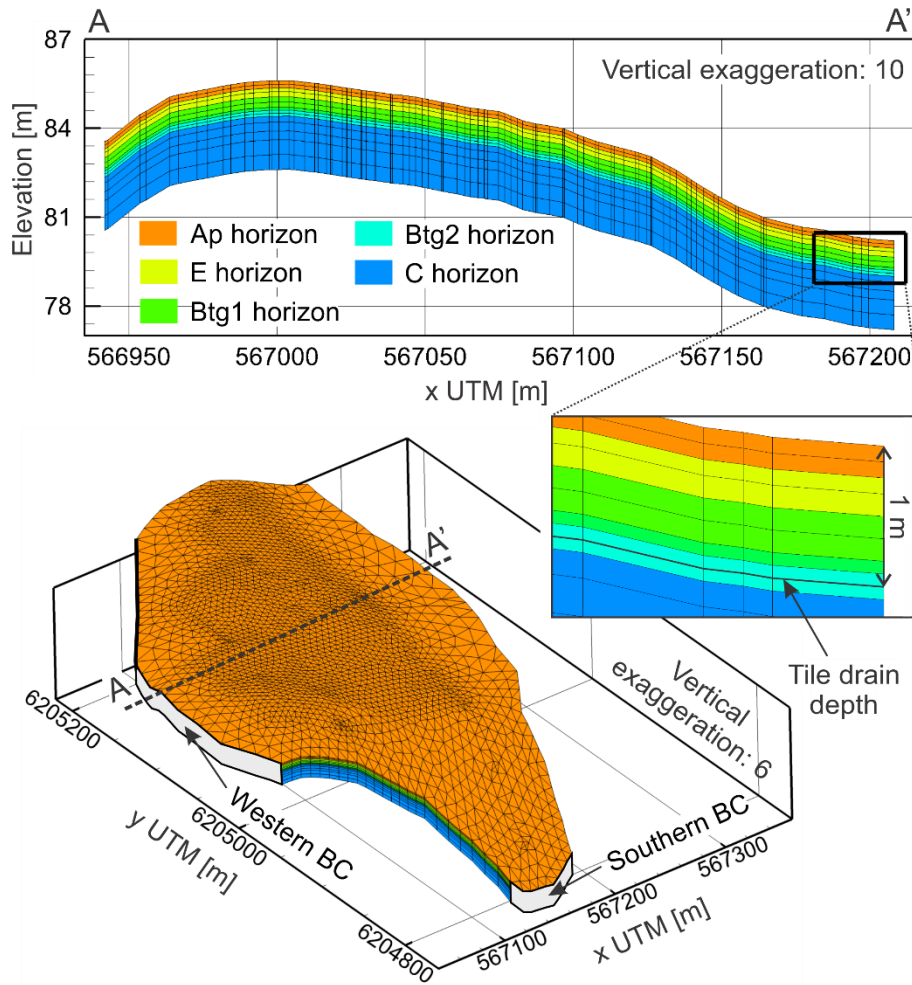 A A'
87
Vertical exaggeration: 10
84
Elevation [m]
81
Ap horizon Btg2 horizon
E horizon C horizon
Btg1 horizon
78
566950 567000 567050 567100 567150 567200
x UTM [m]
1 m
Tile drain
depth
A'
A
Vertical
exaggeration: 6
Western BC
Southern BC
6205200
6205000
6204800
y UTM [m]
567100
567200
567300
x UTM [m]